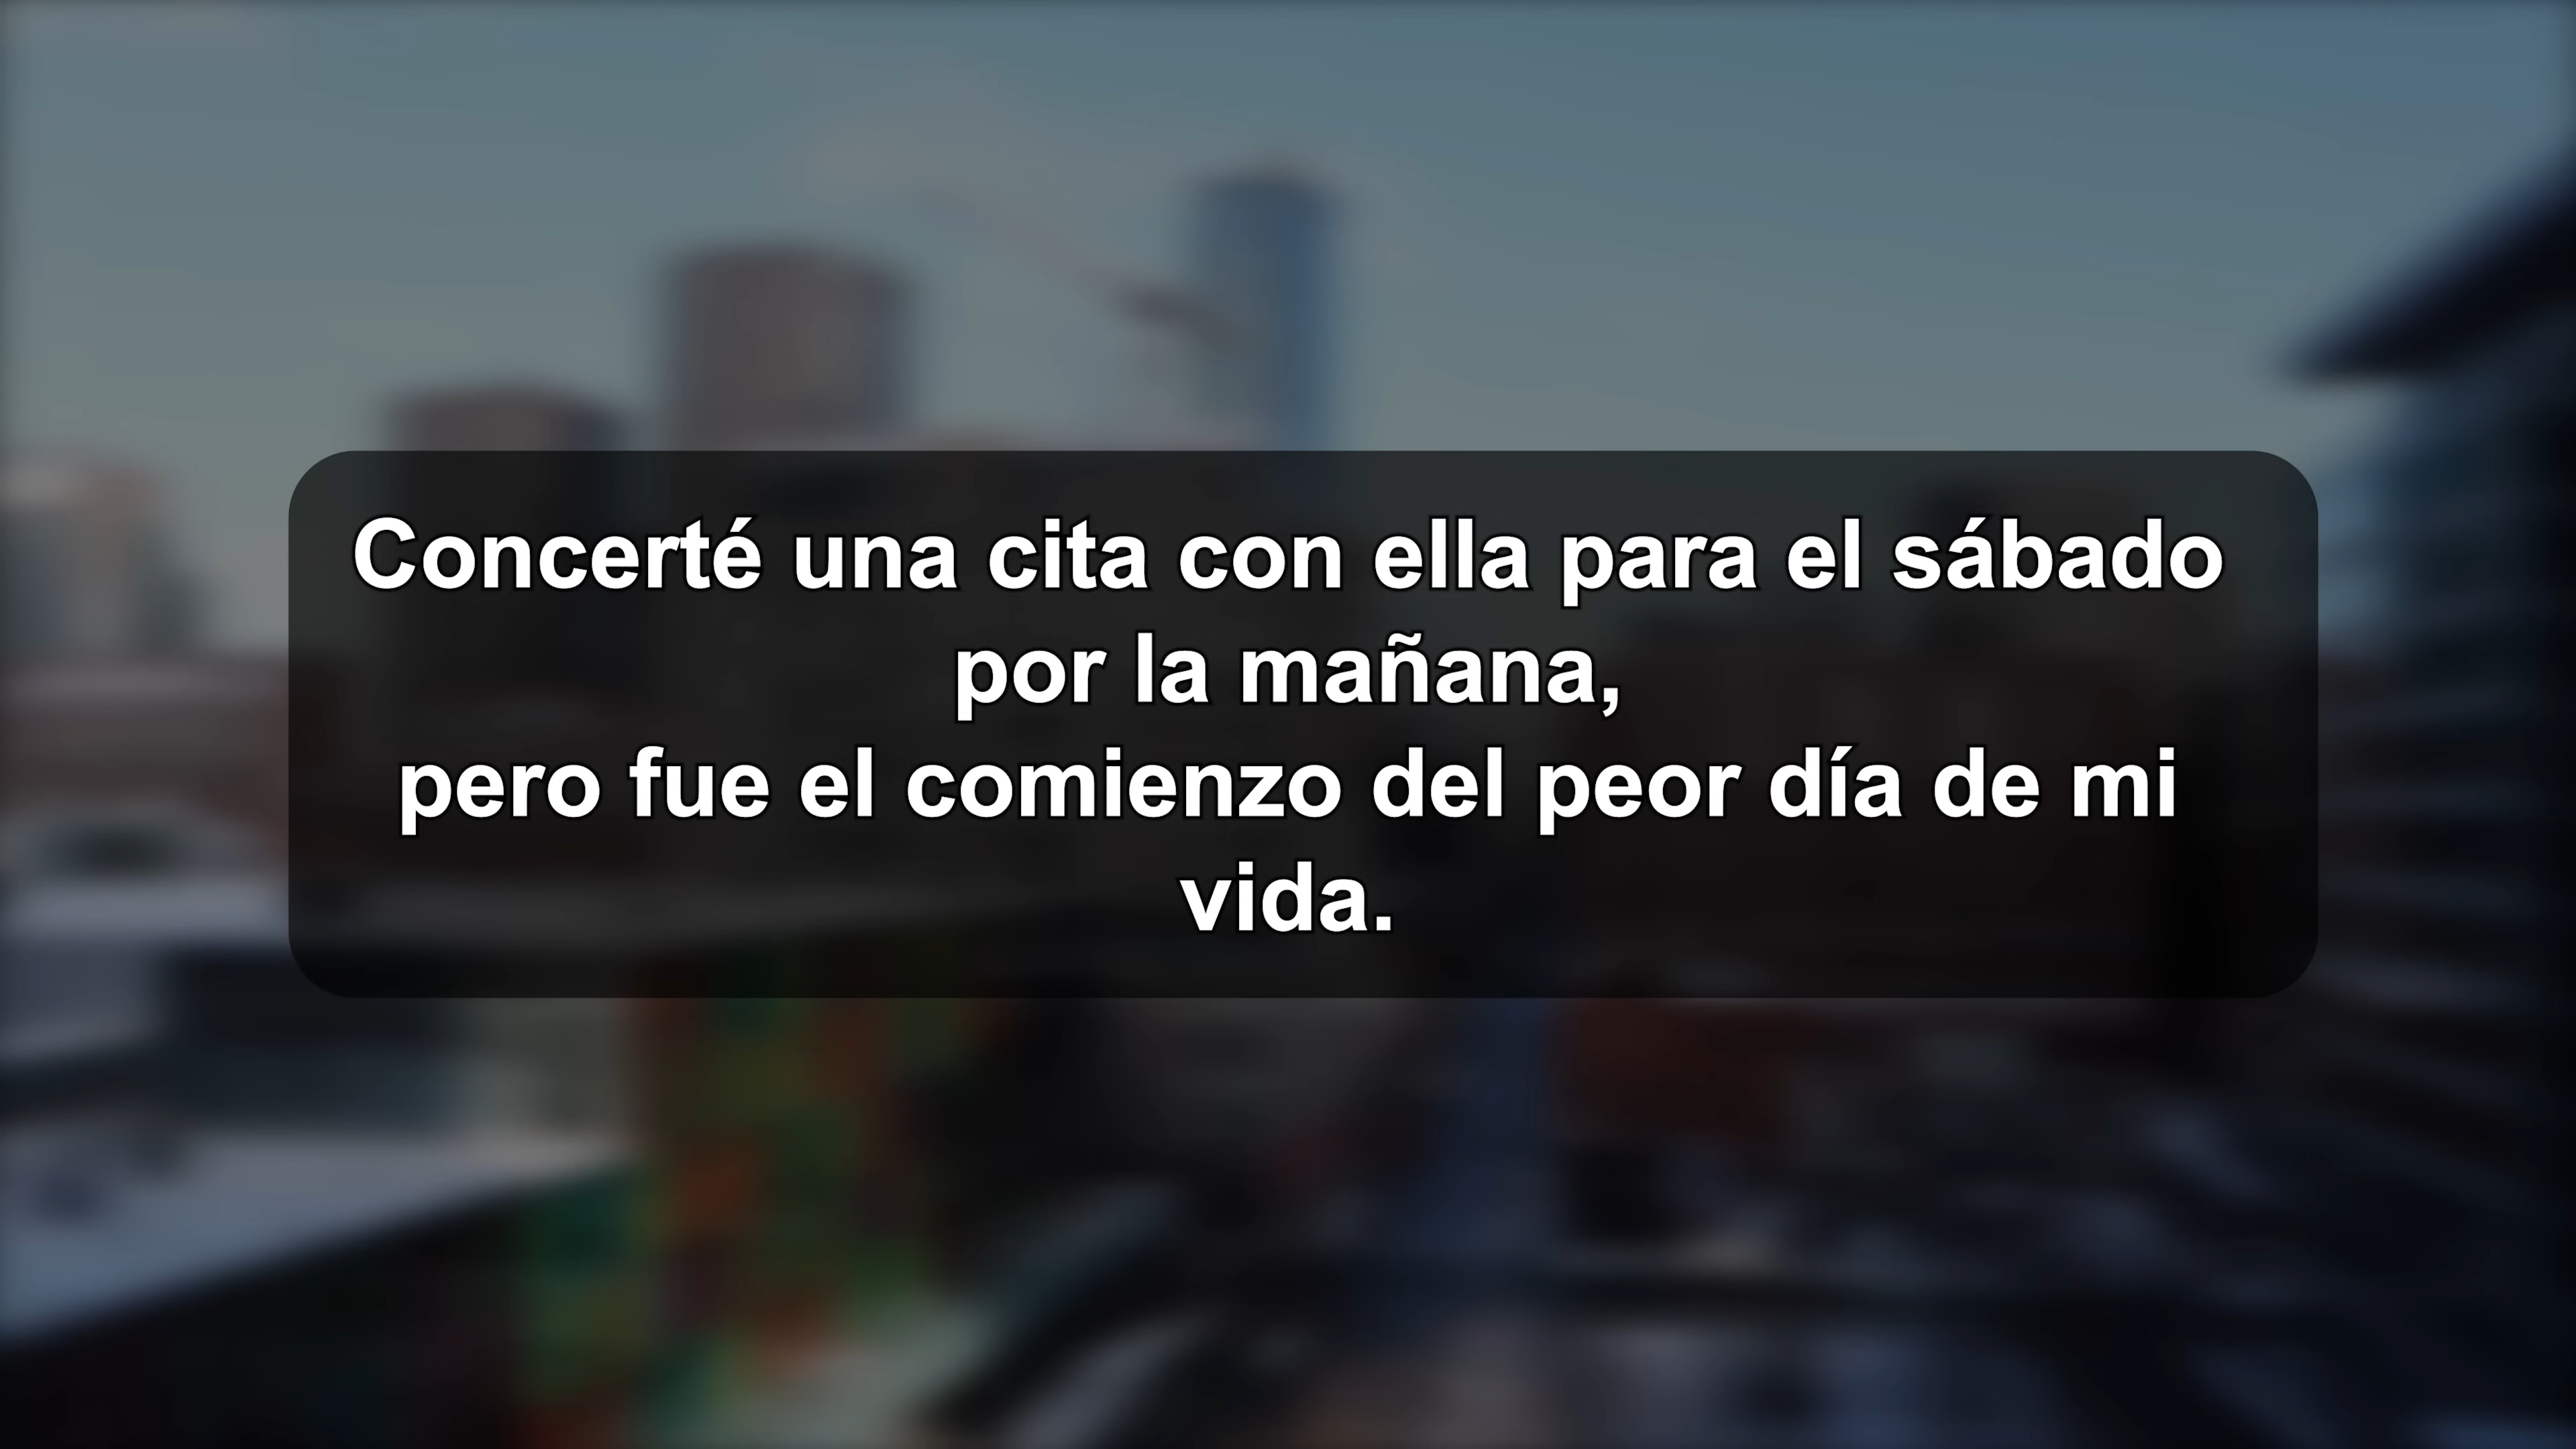 Concerté una cita con ella para el sábado
por la mañana,
pero fue el comienzo del peor día de mi
vida.